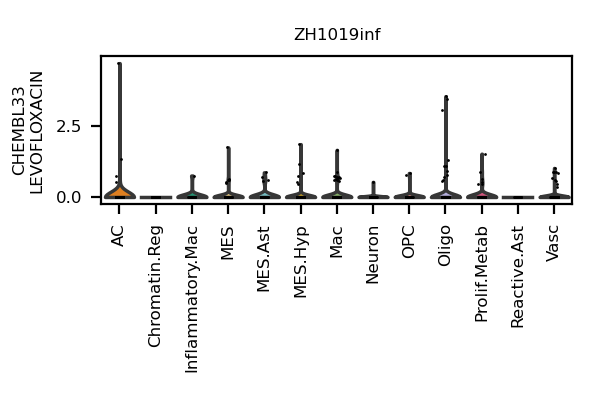 ZH1019inf
CHEMBL33
LEVOFLOXACIN
2.5
0.0
AC
Chromatin.Reg
Inflammatory.Mac
MES
MES.Ast
MES.Hyp
Mac
Neuron
OPC
Oligo
Prolif.Metab
Reactive.Ast
Vasc